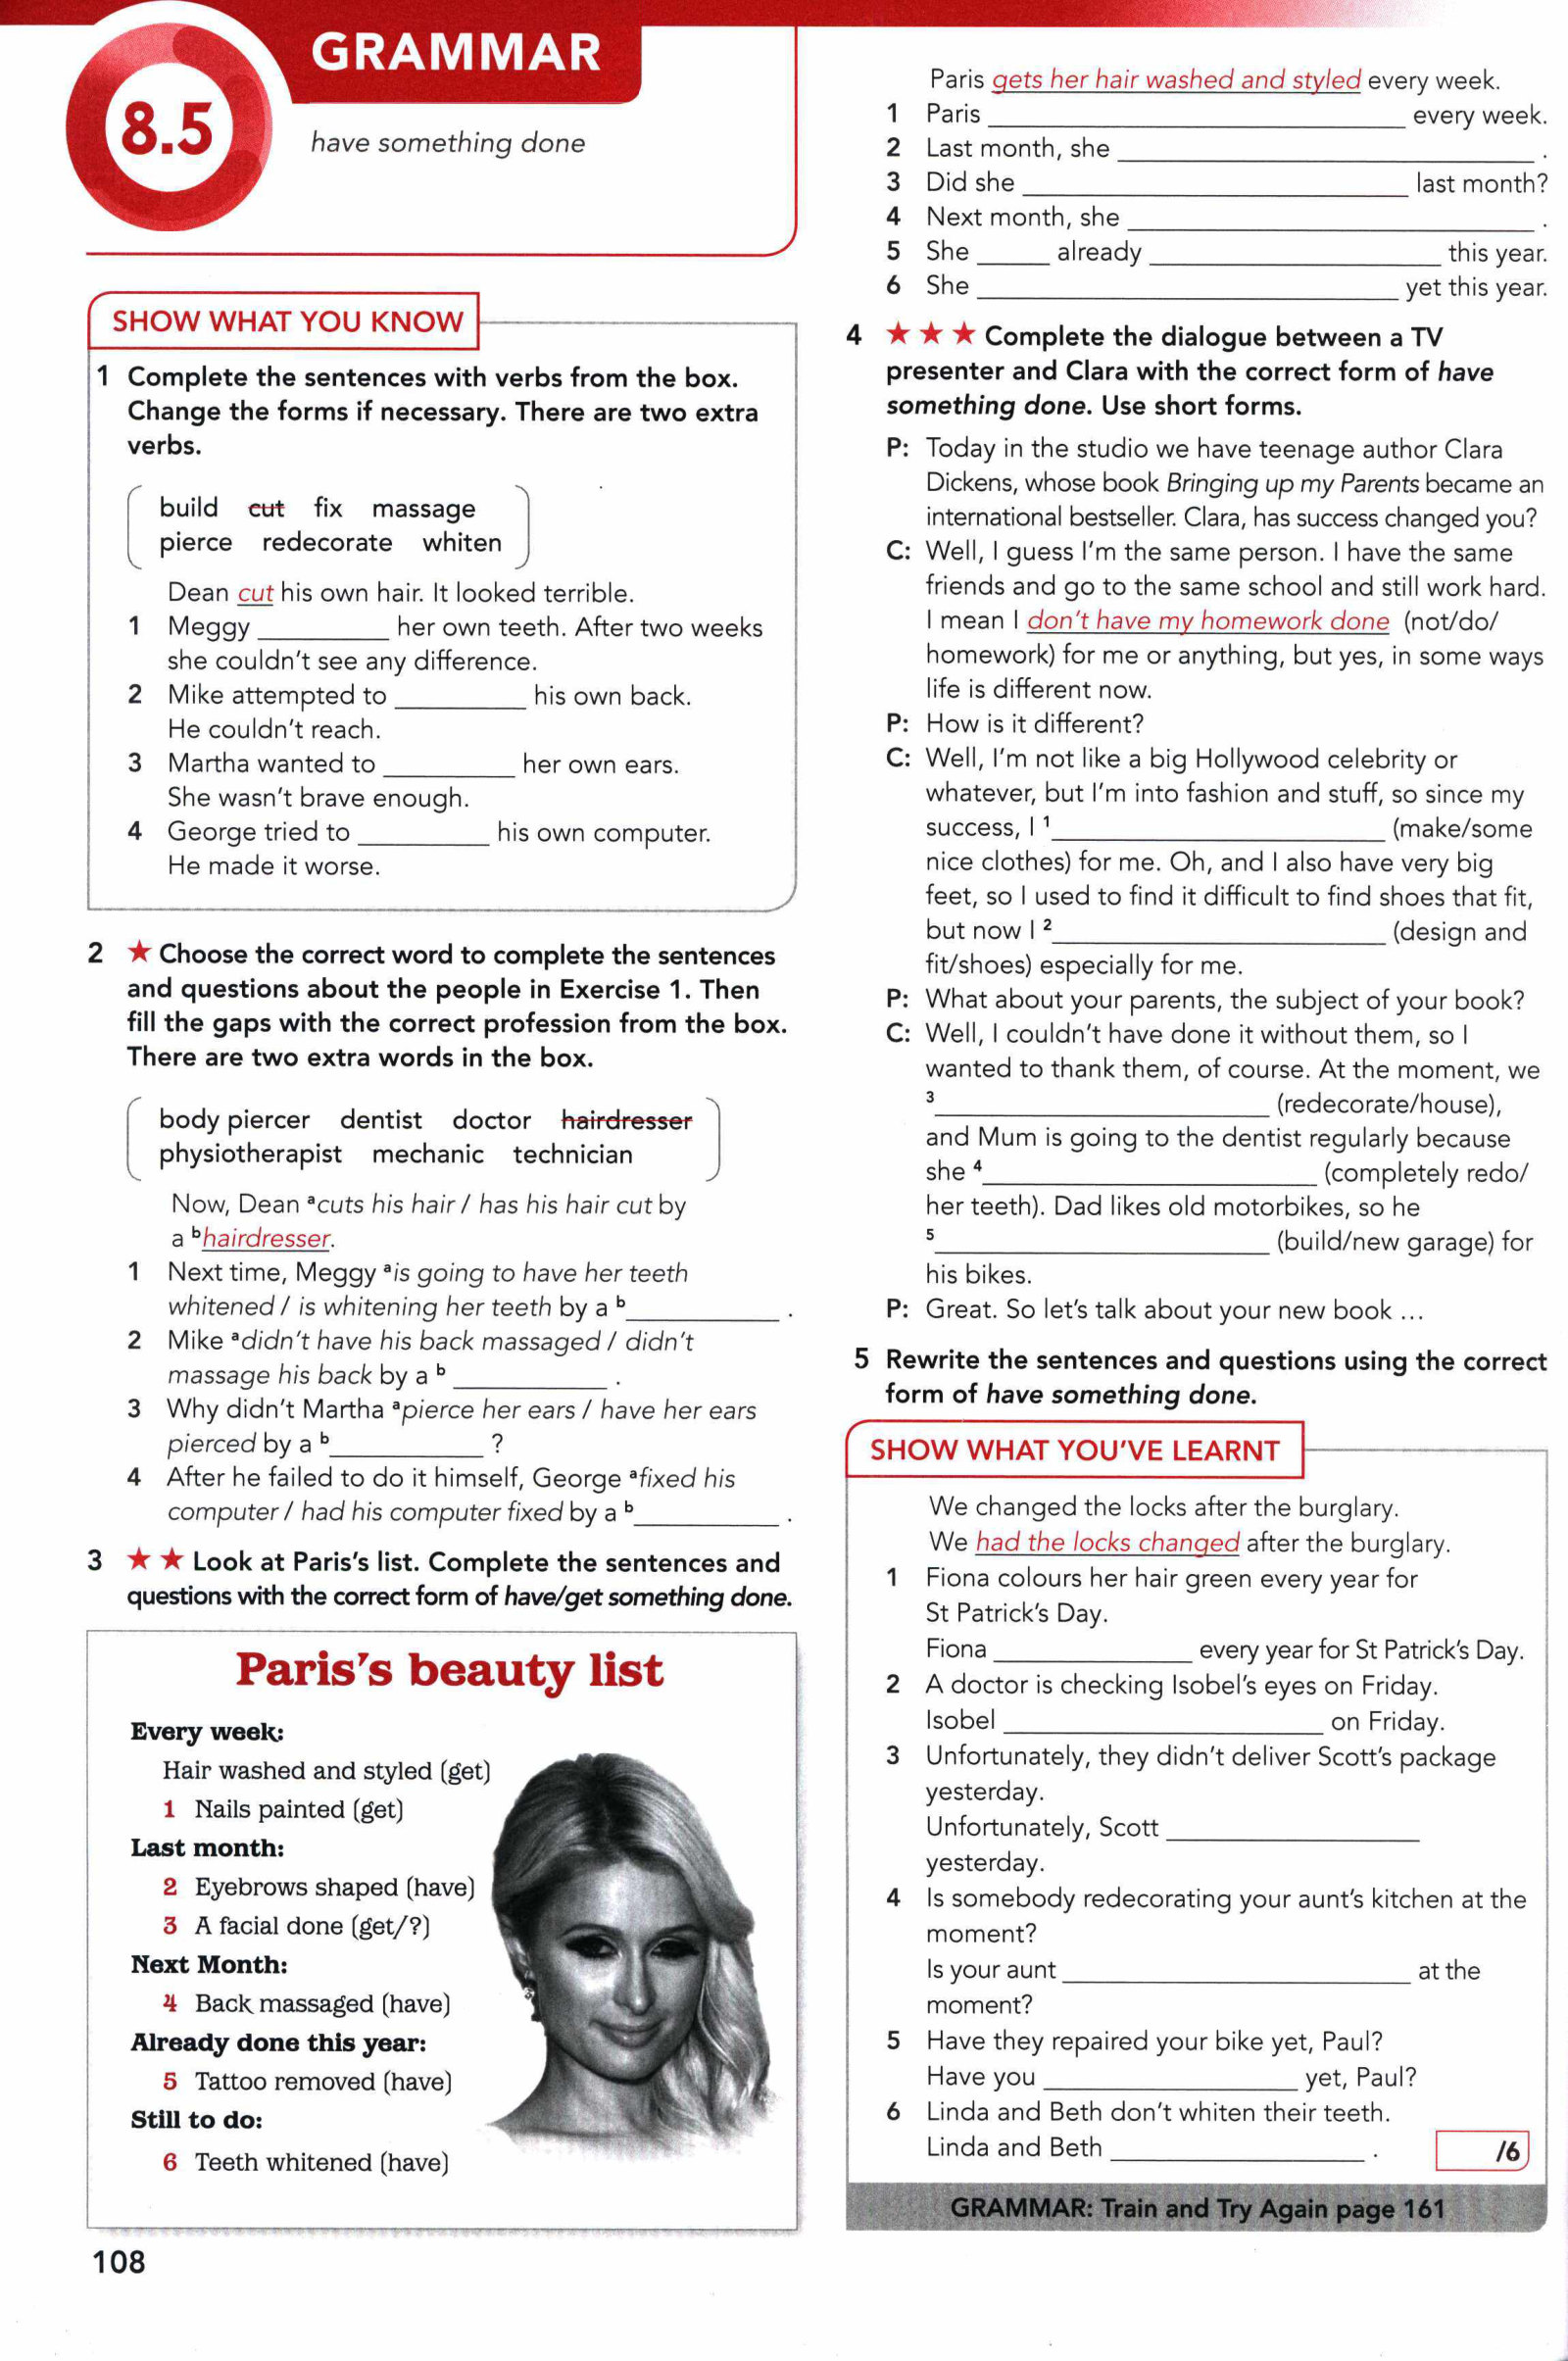 GRAMMAR
8.5
have something done
SHOW WHAT YOU KNOW
1 Complete the sentences with verbs from the box.
Change the forms if necessary. There are two extra
verbs.
build cut fix massage
pierce redecorate whiten
Dean cut his own hair. It looked terrible.
1 Meggy __________ her own teeth. After two weeks
she couldn't see any difference.
2 Mike attempted to __________ his own back.
He couldn't reach.
3 Martha wanted to __________ her own ears.
She wasn't brave enough.
4 George tried to __________ his own computer.
He made it worse.
2 ★ Choose the correct word to complete the sentences
and questions about the people in Exercise 1. Then
fill the gaps with the correct profession from the box.
There are two extra words in the box.
body piercer dentist doctor hairdresser
physiotherapist mechanic technician
Now, Dean ᵃcuts his hair / has his hair cut by
a ᵇhairdresser.
1 Next time, Meggy ᵃis going to have her teeth
whitened / is whitening her teeth by a ᵇ____________ .
2 Mike ᵃdidn't have his back massaged / didn't
massage his back by a ᵇ ____________ .
3 Why didn't Martha ᵃpierce her ears / have her ears
pierced by a ᵇ____________ ?
4 After he failed to do it himself, George ᵃfixed his
computer / had his computer fixed by a ᵇ____________ .
3 ★ ★ Look at Paris's list. Complete the sentences and
questions with the correct form of have/get something done.
Paris's beauty list
Every week:
Hair washed and styled (get)
1 Nails painted (get)
Last month:
2 Eyebrows shaped (have)
3 A facial done (get/?)
Next Month:
4 Back massaged (have)
Already done this year:
5 Tattoo removed (have)
Still to do:
6 Teeth whitened (have)
108
Paris gets her hair washed and styled every week.
1 Paris ______________________________ every week.
2 Last month, she ______________________________ .
3 Did she ______________________________ last month?
4 Next month, she ______________________________ .
5 She _____ already ____________________ this year.
6 She ______________________________ yet this year.
4 ★ ★ ★ Complete the dialogue between a TV
presenter and Clara with the correct form of have
something done. Use short forms.
P: Today in the studio we have teenage author Clara
Dickens, whose book Bringing up my Parents became an
international bestseller. Clara, has success changed you?
C: Well, I guess I'm the same person. I have the same
friends and go to the same school and still work hard.
I mean I don't have my homework done (not/do/
homework) for me or anything, but yes, in some ways
life is different now.
P: How is it different?
C: Well, I'm not like a big Hollywood celebrity or
whatever, but I'm into fashion and stuff, so since my
success, I ¹_________________________ (make/some
nice clothes) for me. Oh, and I also have very big
feet, so I used to find it difficult to find shoes that fit,
but now I ²_________________________ (design and
fit/shoes) especially for me.
P: What about your parents, the subject of your book?
C: Well, I couldn't have done it without them, so I
wanted to thank them, of course. At the moment, we
³_________________________ (redecorate/house),
and Mum is going to the dentist regularly because
she ⁴_________________________ (completely redo/
her teeth). Dad likes old motorbikes, so he
⁵_________________________ (build/new garage) for
his bikes.
P: Great. So let's talk about your new book ...
5 Rewrite the sentences and questions using the correct
form of have something done.
SHOW WHAT YOU'VE LEARNT
We changed the locks after the burglary.
We had the locks changed after the burglary.
1 Fiona colours her hair green every year for
St Patrick's Day.
Fiona _______________ every year for St Patrick's Day.
2 A doctor is checking Isobel's eyes on Friday.
Isobel ________________________ on Friday.
3 Unfortunately, they didn't deliver Scott's package
yesterday.
Unfortunately, Scott ___________________
yesterday.
4 Is somebody redecorating your aunt's kitchen at the
moment?
Is your aunt __________________________ at the
moment?
5 Have they repaired your bike yet, Paul?
Have you ___________________ yet, Paul?
6 Linda and Beth don't whiten their teeth.
Linda and Beth ___________________ .
/6
GRAMMAR: Train and Try Again page 161